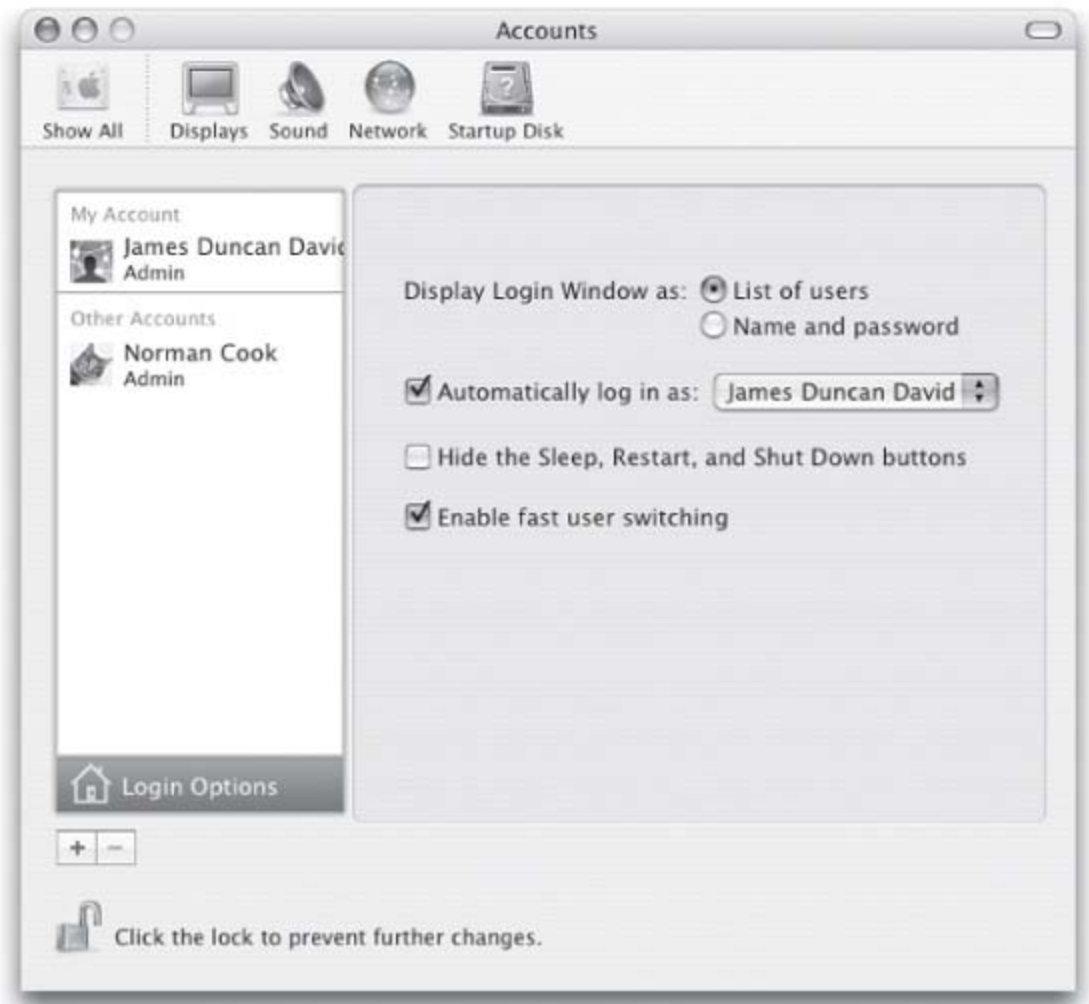 Accounts
Show All
Displays
Sound
Network
Startup Disk
My Account
James Duncan David
Admin
Other Accounts
Norman Cook
Admin
Login Options
Display Login Window as: List of users
Name and password
Automatically log in as: James Duncan David
Hide the Sleep, Restart, and Shut Down buttons
Enable fast user switching
+ −
Click the lock to prevent further changes.